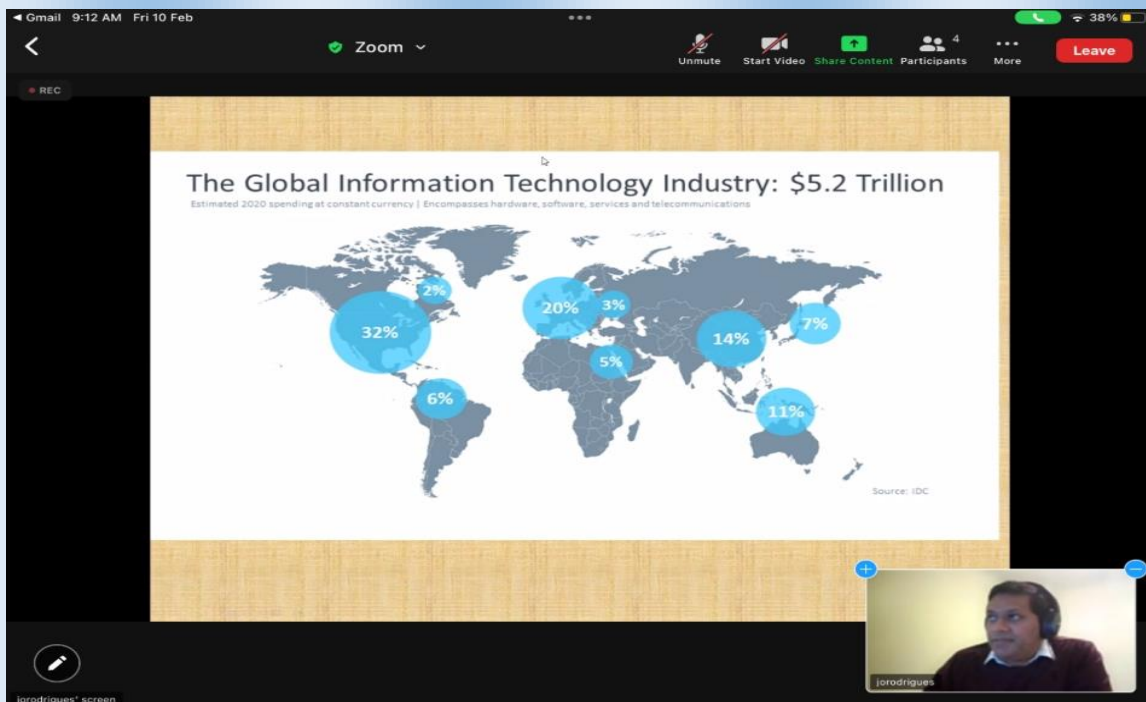 ◄ Gmail 9:12 AM Fri 10 Feb
38%
Zoom
Unmute
Start Video
Share Content
Participants
4
More
Leave
REC
The Global Information Technology Industry: $5.2 Trillion
Estimated 2020 spending at constant currency | Encompasses hardware, software, services and telecommunications
2%
32%
20%
3%
14%
7%
5%
6%
11%
Source: IDC
jorodrigues
jorodrigues' screen